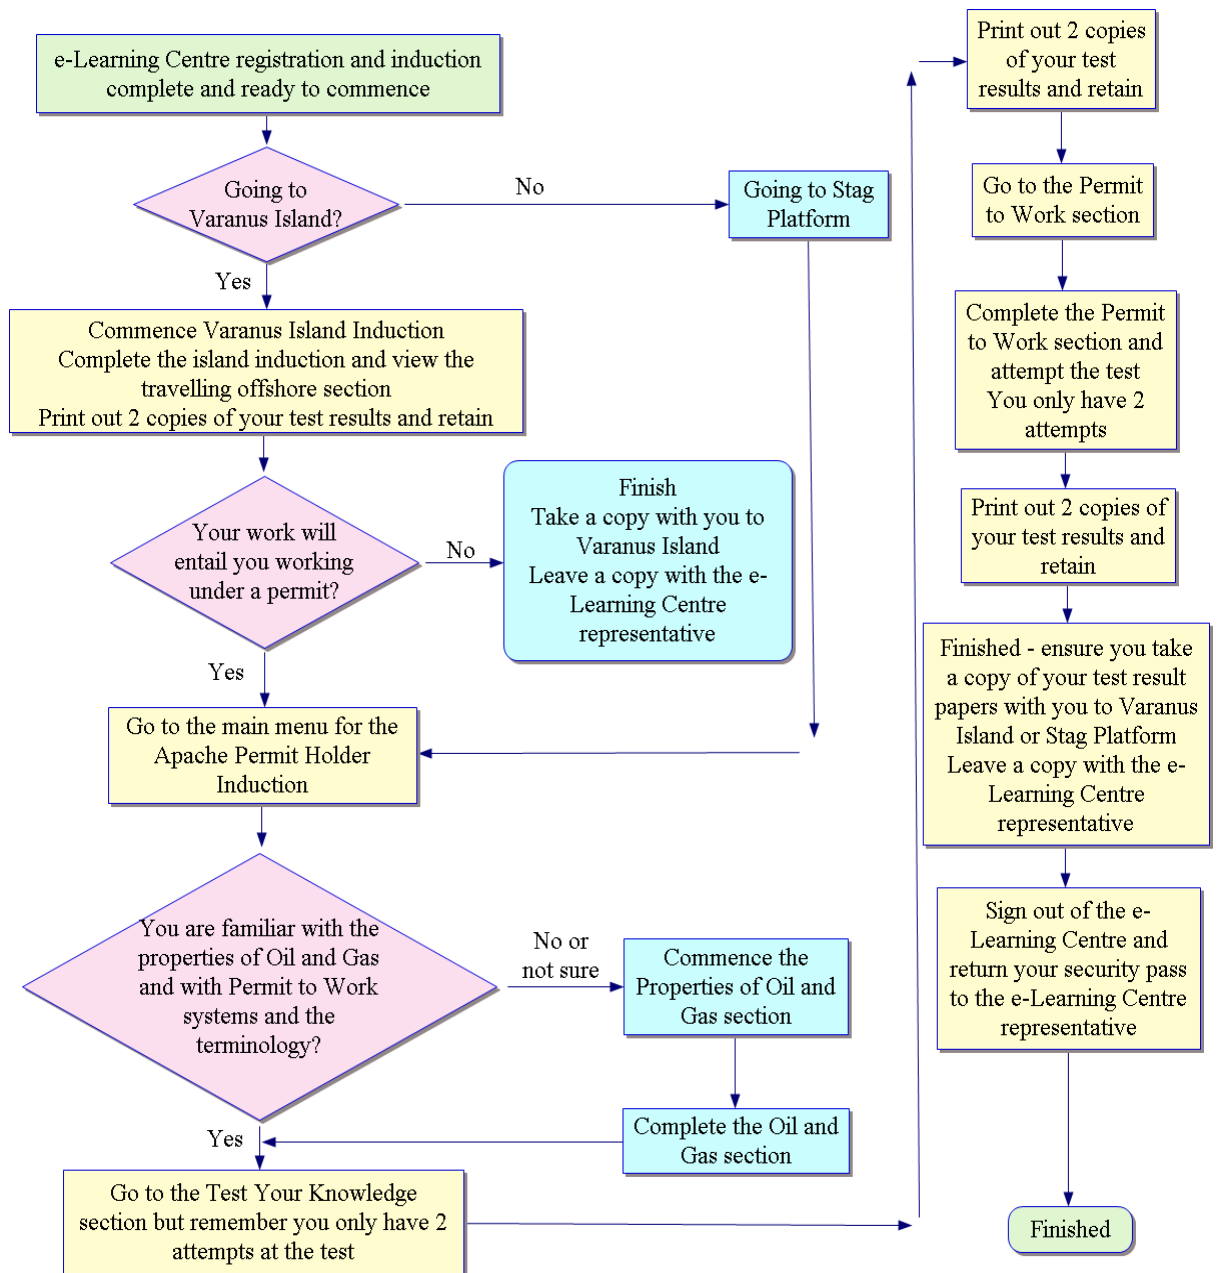 e-Learning Centre registration and induction
complete and ready to commence
Going to
Varanus Island?
No
Going to Stag
Platform
Yes
Commence Varanus Island Induction
Complete the island induction and view the
travelling offshore section
Print out 2 copies of your test results and retain
Your work will
entail you working
under a permit?
No
Finish
Take a copy with you to
Varanus Island
Leave a copy with the e-
Learning Centre
representative
Yes
Go to the main menu for the
Apache Permit Holder
Induction
You are familiar with the
properties of Oil and Gas
and with Permit to Work
systems and the
terminology?
No or
not sure
Commence the
Properties of Oil and
Gas section
Complete the Oil and
Gas section
Yes
Go to the Test Your Knowledge
section but remember you only have 2
attempts at the test
Print out 2 copies
of your test
results and retain
Go to the Permit
to Work section
Complete the Permit
to Work section and
attempt the test
You only have 2
attempts
Print out 2 copies of
your test results and
retain
Finished - ensure you take
a copy of your test result
papers with you to Varanus
Island or Stag Platform
Leave a copy with the e-
Learning Centre
representative
Sign out of the e-
Learning Centre and
return your security pass
to the e-Learning Centre
representative
Finished